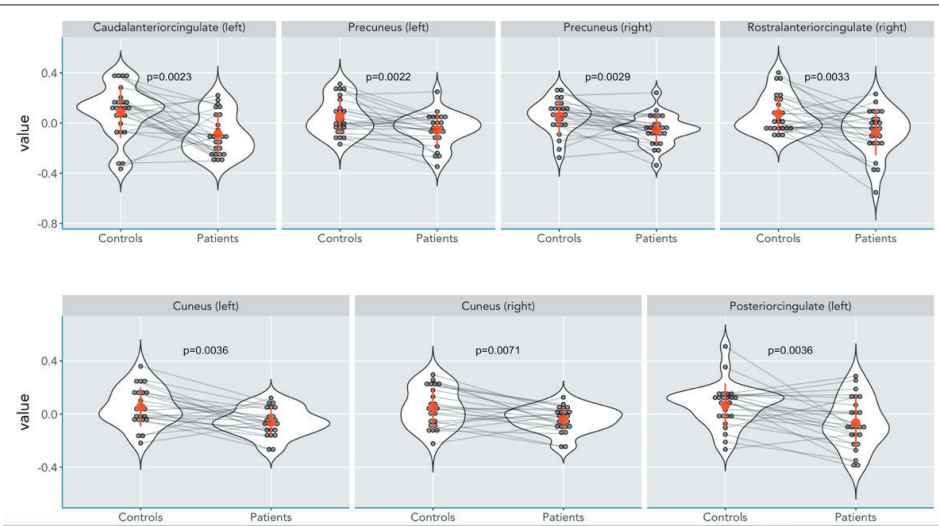 Caudalanteriorcingulate (left) Precuneus (left) Precuneus (right) Rostralanteriorcingulate (right)
p=0.0023 p=0.0022 p=0.0029 p=0.0033
0.4
0.0
-0.4
-0.8
value
Controls Patients Controls Patients Controls Patients Controls Patients
Cuneus (left) Cuneus (right) Posteriorcingulate (left)
p=0.0036 p=0.0071 p=0.0036
0.4
0.0
-0.4
value
Controls Patients Controls Patients Controls Patients